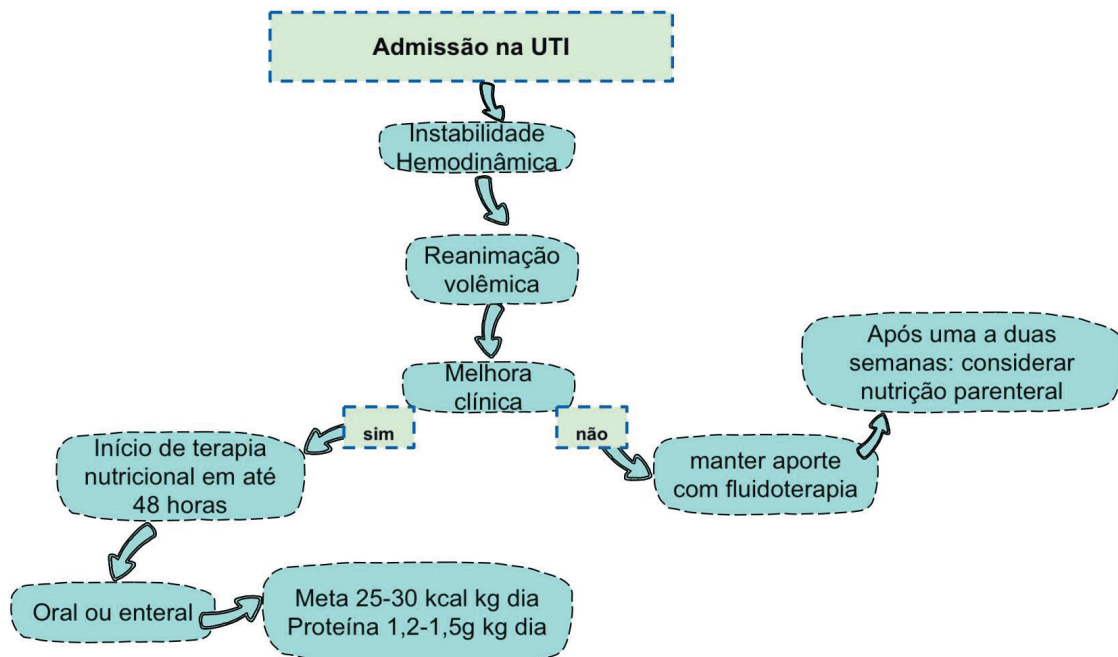 Admissão na UTI
Instabilidade
Hemodinâmica
Reanimação
volêmica
Melhora
clínica
sim
não
Início de terapia
nutricional em até
48 horas
Oral ou enteral
Meta 25-30 kcal kg dia
Proteína 1,2-1,5g kg dia
manter aporte
com fluidoterapia
Após uma a duas
semanas: considerar
nutrição parenteral